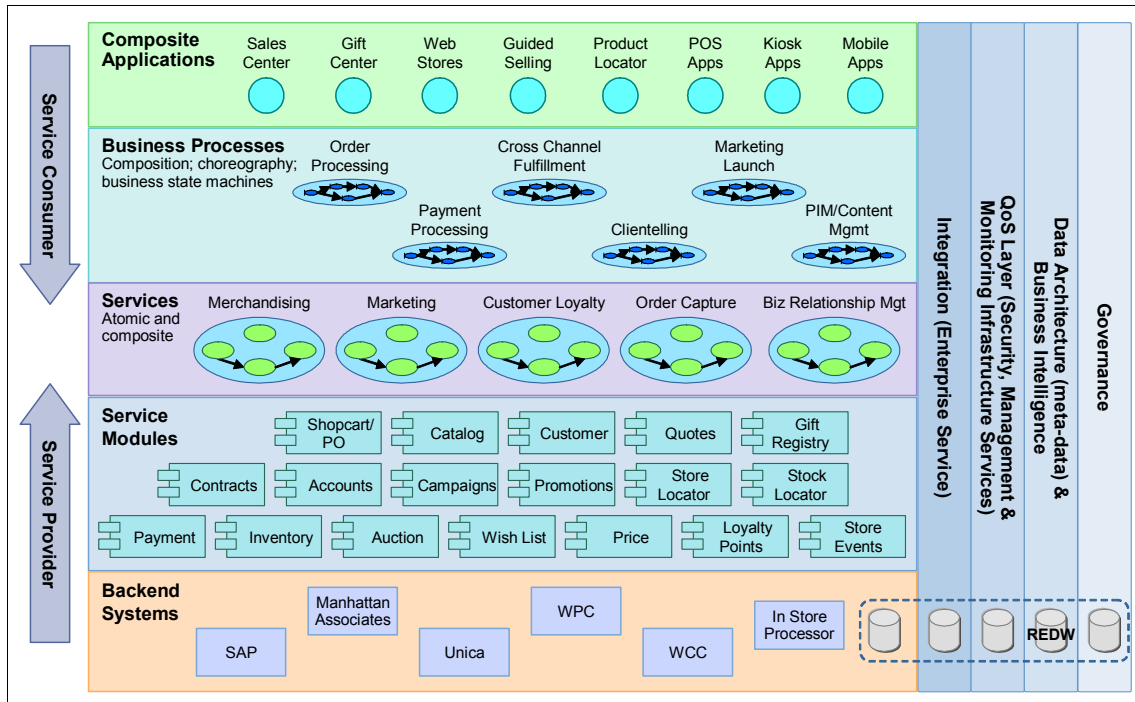 Service Consumer
Service Provider
Composite
Applications
Sales
Center
Gift
Center
Web
Stores
Guided
Selling
Product
Locator
POS
Apps
Kiosk
Apps
Mobile
Apps
Business Processes
Composition; choreography;
business state machines
Order
Processing
Cross Channel
Fulfillment
Marketing
Launch
Payment
Processing
Clientelling
PIM/Content
Mgmt
Services
Atomic and
composite
Merchandising
Marketing
Customer Loyalty
Order Capture
Biz Relationship Mgt
Service
Modules
Shopcart/
PO
Catalog
Customer
Quotes
Gift
Registry
Contracts
Accounts
Campaigns
Promotions
Store
Locator
Stock
Locator
Payment
Inventory
Auction
Wish List
Price
Loyalty
Points
Store
Events
Backend
Systems
SAP
Manhattan
Associates
Unica
WPC
WCC
In Store
Processor
REDW
Integration (Enterprise Service)
QoS Layer (Security, Management &
Monitoring Infrastructure Services)
Data Architecture (meta-data) &
Business Intelligence
Governance